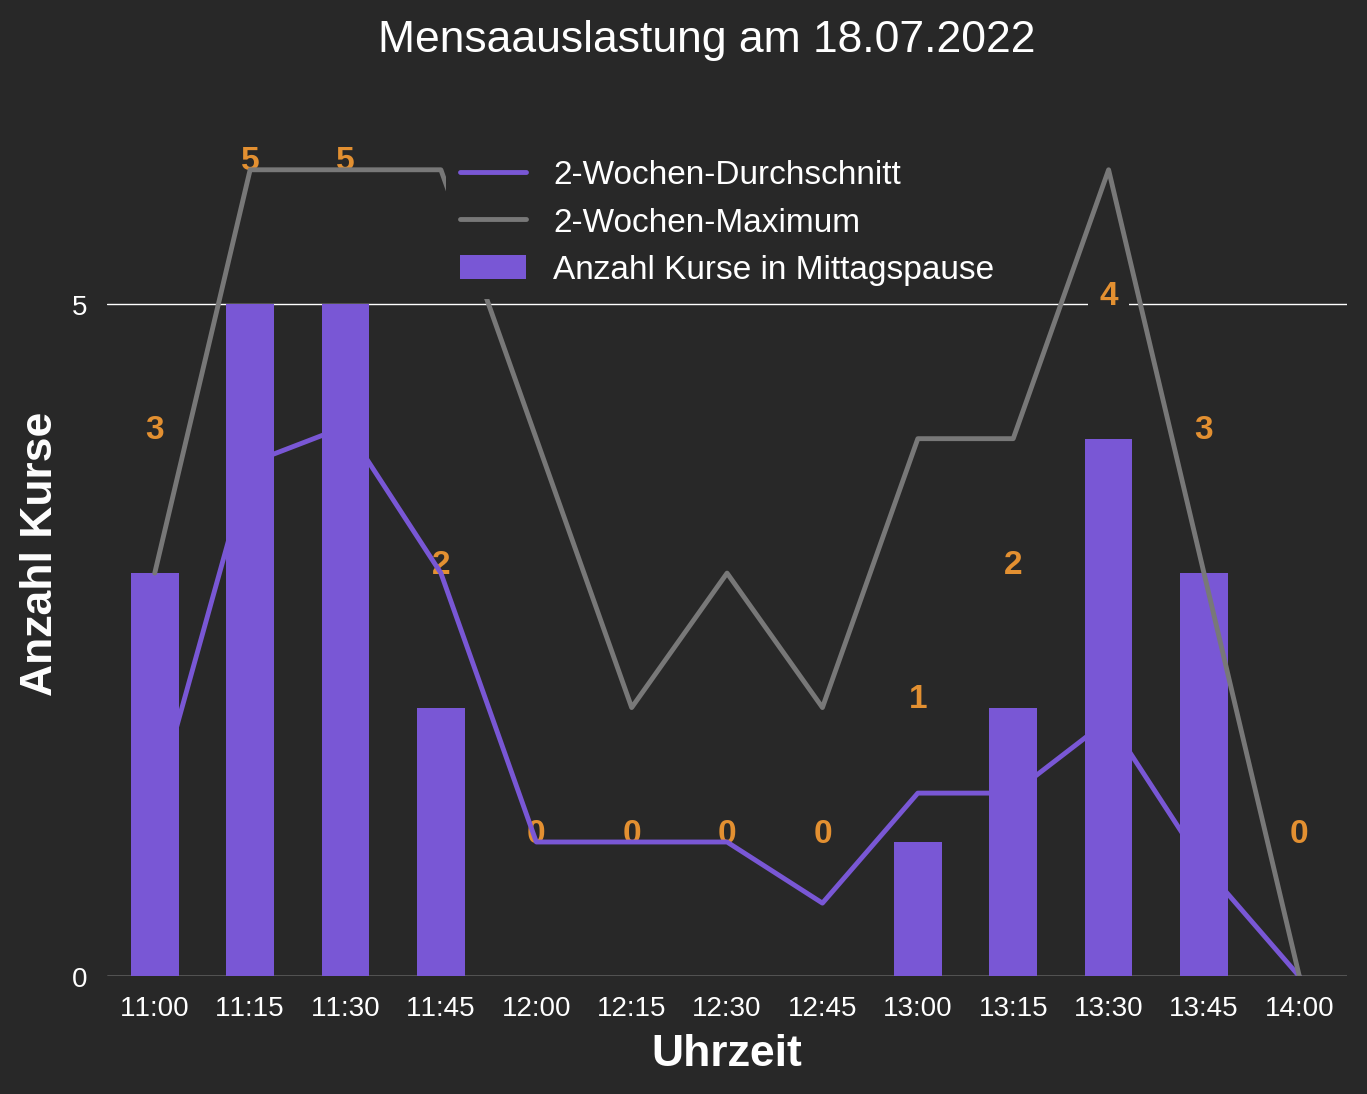 Mensaauslastung am 18.07.2022
2-Wochen-Durchschnitt
2-Wochen-Maximum
Anzahl Kurse in Mittagspause
Anzahl Kurse
5
0
3
5
5
2
0
0
0
0
1
2
4
3
0
11:00 11:15 11:30 11:45 12:00 12:15 12:30 12:45 13:00 13:15 13:30 13:45 14:00
Uhrzeit